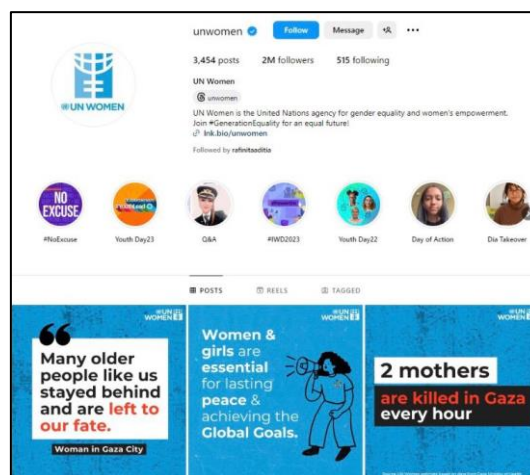 unwomen Follow Message
3,454 posts 2M followers 515 following
UN Women
unwomen
UN Women is the United Nations agency for gender equality and women's empowerment.
Join #GenerationEquality for an equal future!
lnk.bio/unwomen
Followed by rafinitaaditia
UN WOMEN
NO
EXCUSE
#NoExcuse Youth Day23 Q&A #IWD2023 Youth Day22 Day of Action Dia Takeover
POSTS REELS TAGGED
UN
WOMEN
Many older
people like us
stayed behind
and are left to
our fate.
Woman in Gaza City
UN
WOMEN
Women &
girls are
essential
for lasting
peace &
achieving the
Global Goals.
UN
WOMEN
2 mothers
are killed in Gaza
every hour